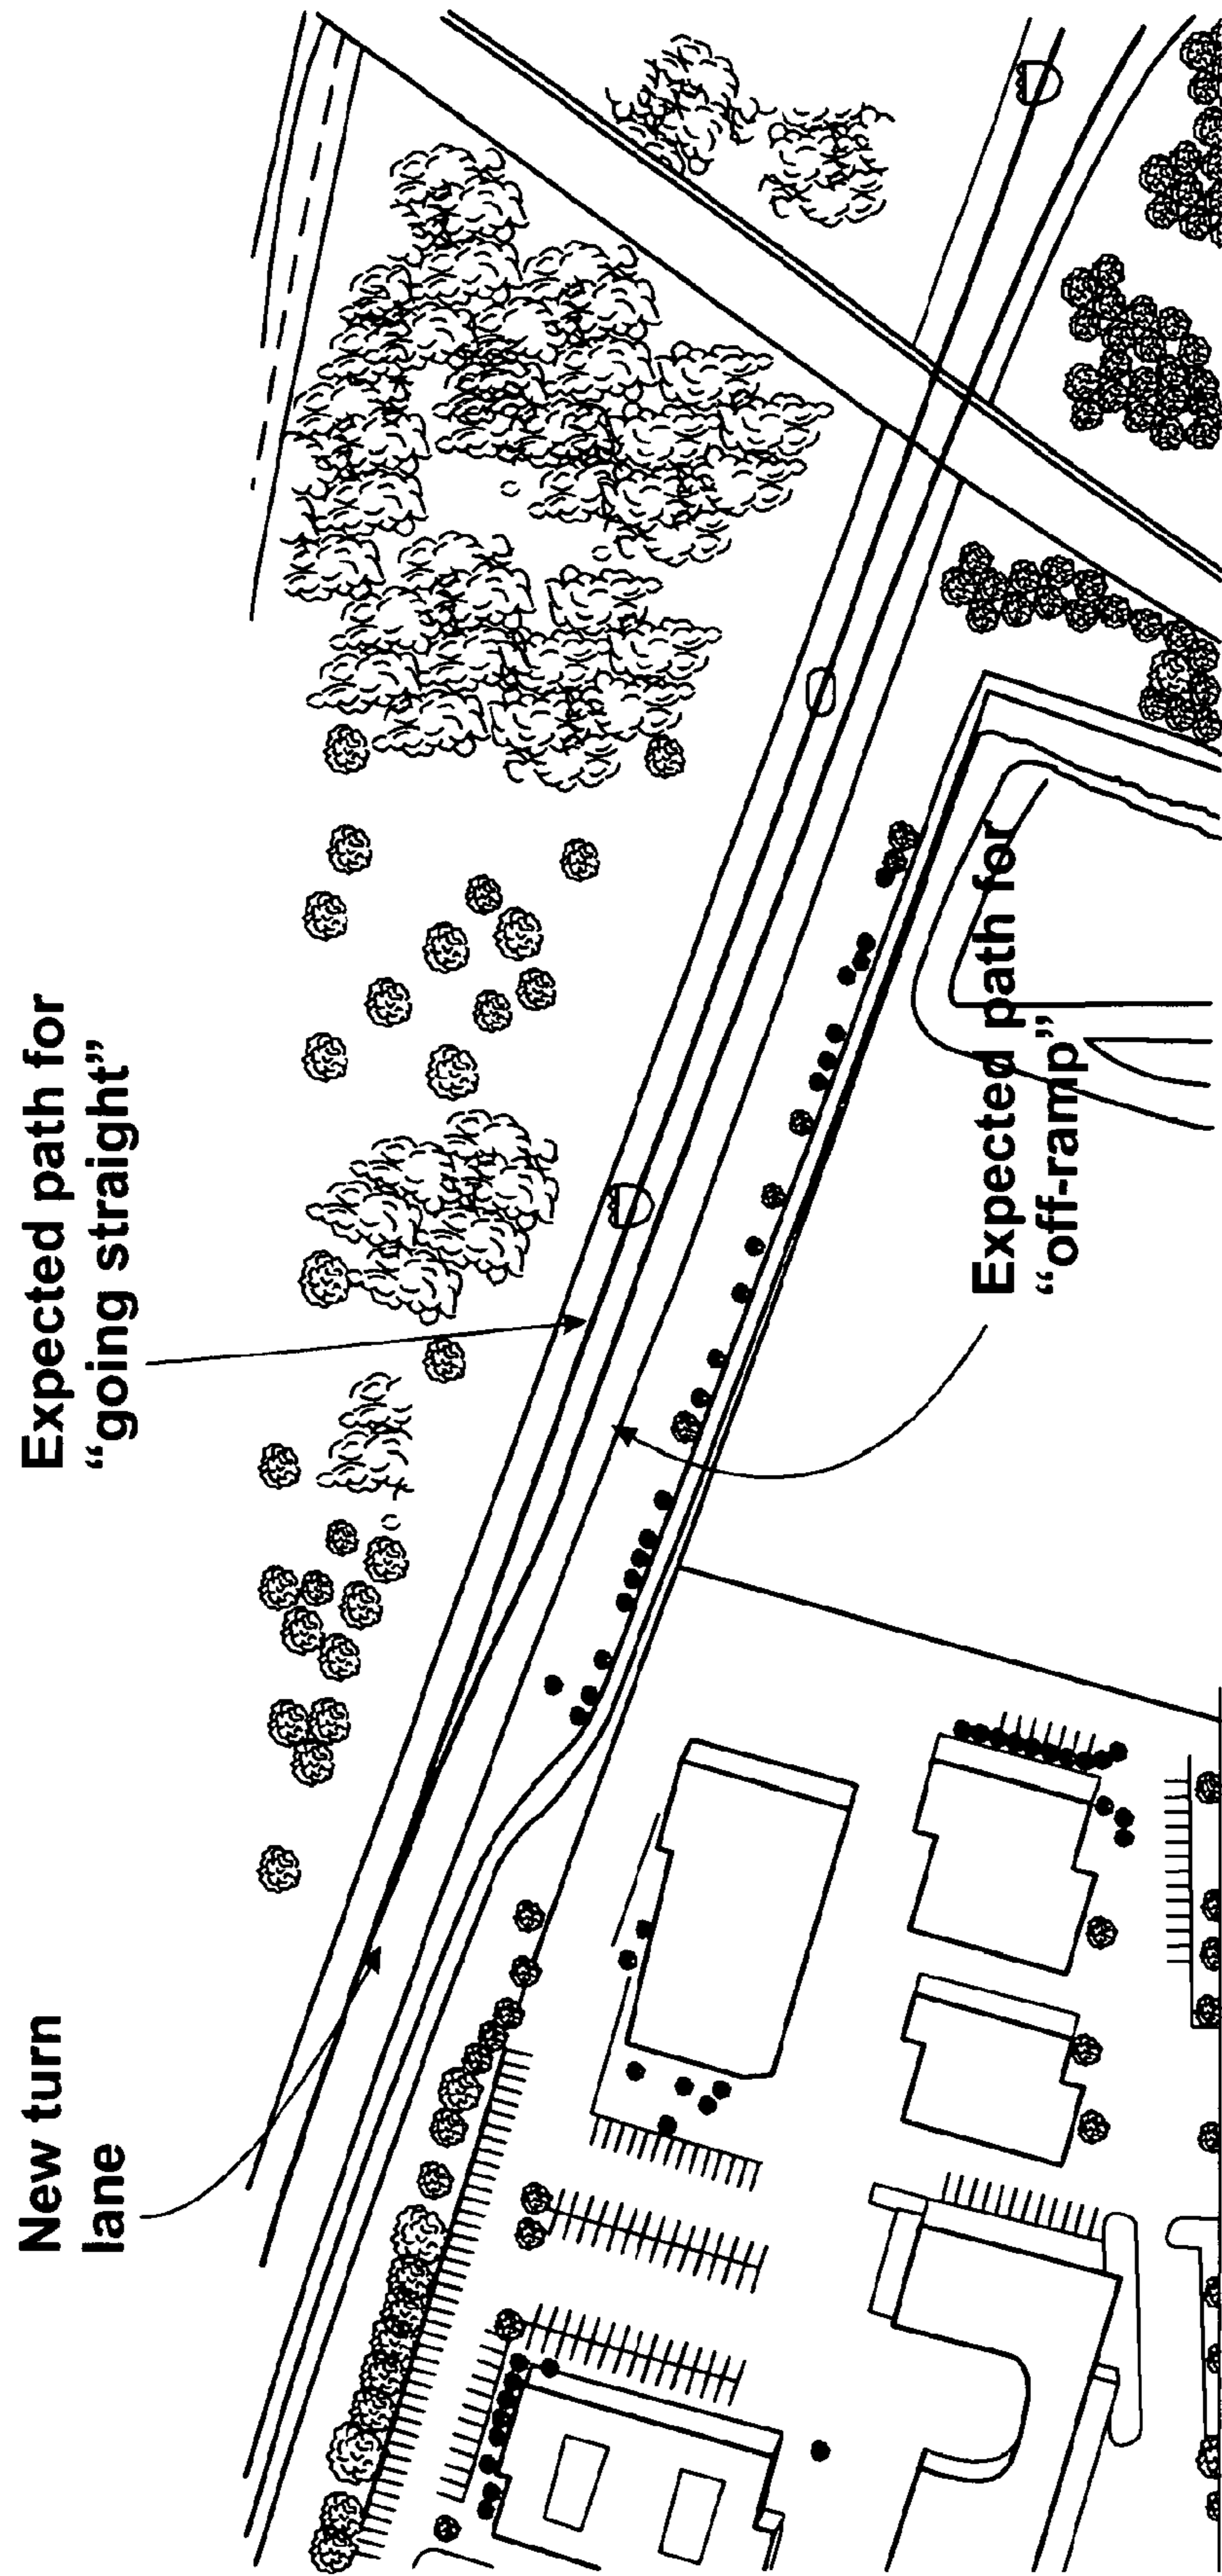 New turn
lane
Expected path for
“going straight”
Expected path for
“off-ramp”